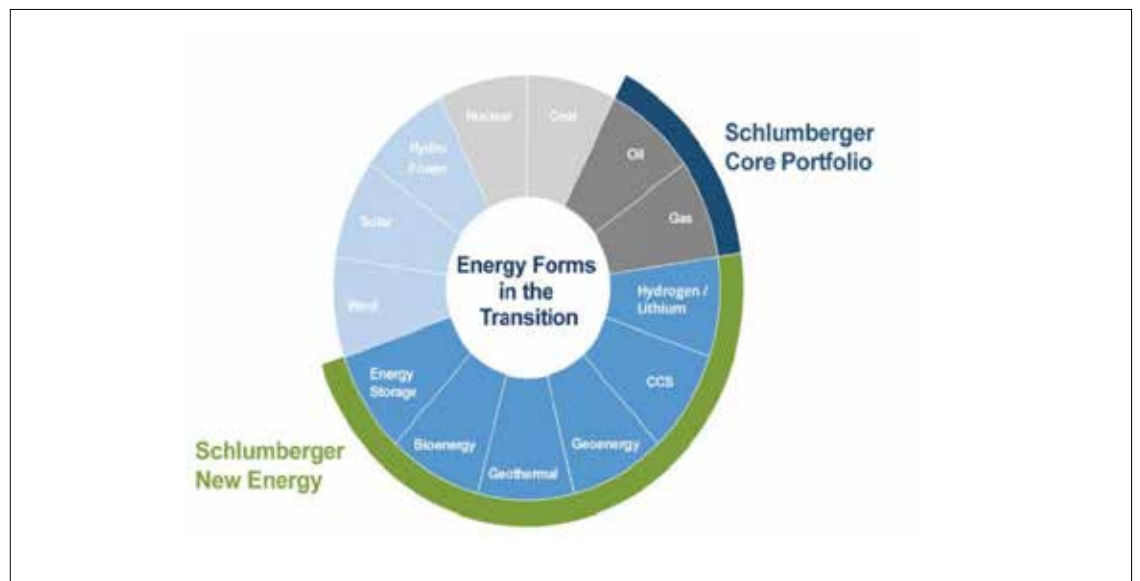 Nuclear
Coal
Hydro
Power
Oil
Schlumberger
Core Portfolio
Solar
Gas
Energy Forms
in the
Transition
Wind
Hydrogen /
Lithium
Energy
Storage
CCS
Bioenergy
Geoenergy
Geothermal
Schlumberger
New Energy